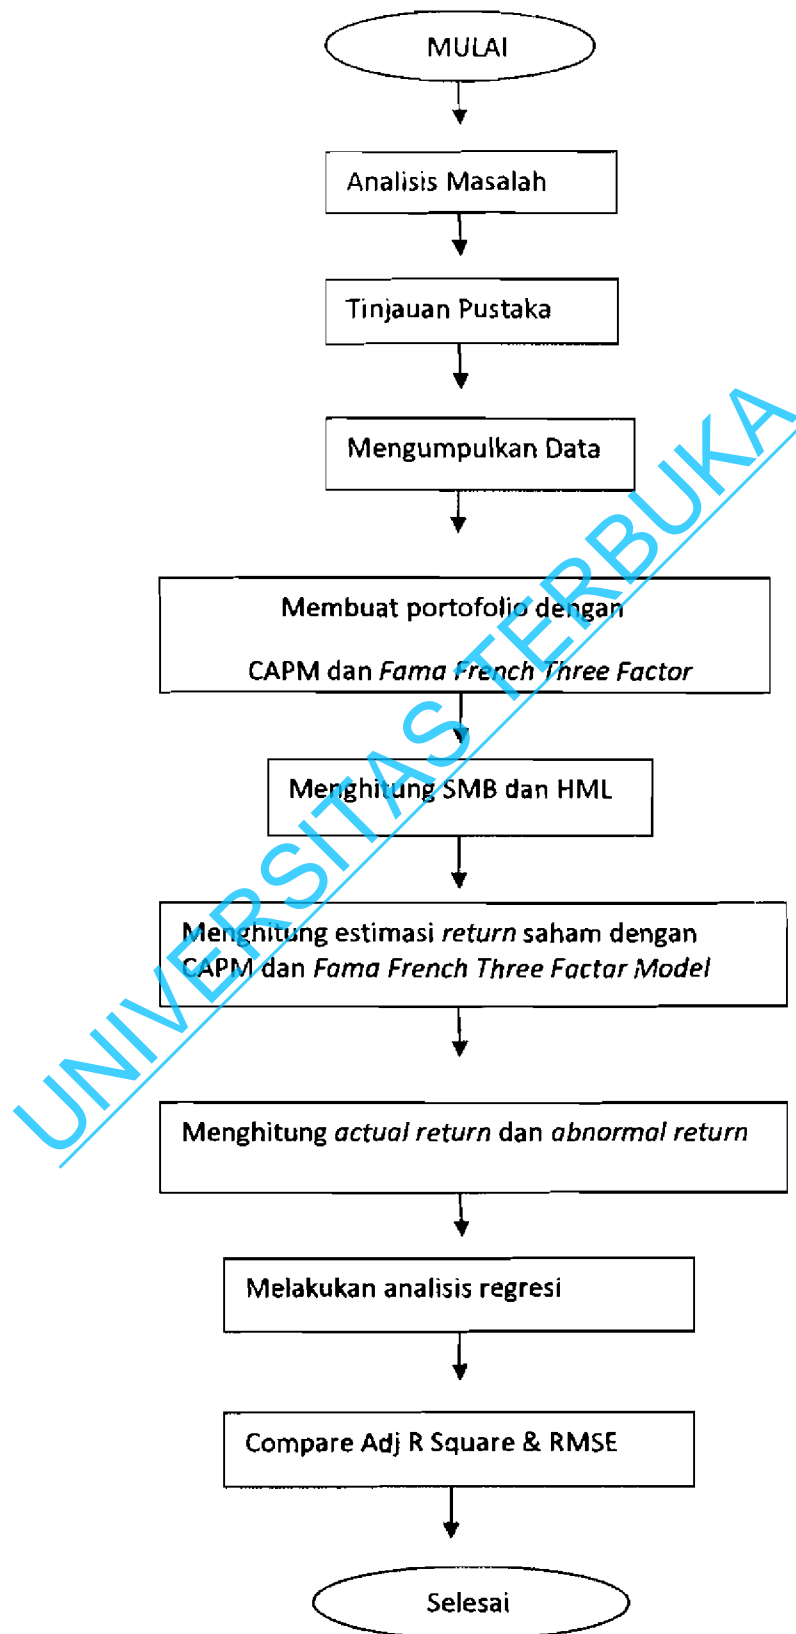 MULAI
Analisis Masalah
Tinjauan Pustaka
Mengumpulkan Data
Membuat portofolio dengan
CAPM dan Fama French Three Factor
Menghitung SMB dan HML
Menghitung estimasi return saham dengan
CAPM dan Fama French Three Factar Model
Menghitung actual return dan abnormal return
Melakukan analisis regresi
Compare Adj R Square & RMSE
Selesai
UNIVERSITAS TERBUKA